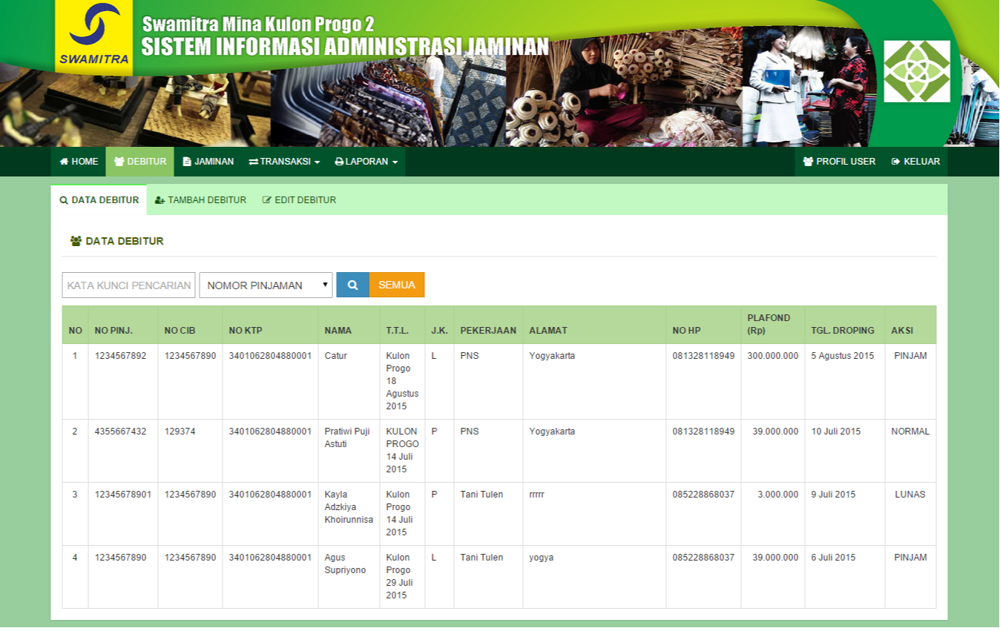 SWAMITRA
Swamitra Mina Kulon Progo 2
SISTEM INFORMASI ADMINISTRASI JAMINAN
HOME DEBITUR JAMINAN TRANSAKSI LAPORAN PROFIL USER KELUAR
DATA DEBITUR TAMBAH DEBITUR EDIT DEBITUR
DATA DEBITUR
KATA KUNCI PENCARIAN NOMOR PINJAMAN SEMUA
PLAFOND
NO NO PINJ. NO CIB NO KTP NAMA T.T.L. J.K. PEKERJAAN ALAMAT NO HP (Rp) TGL. DROPING AKSI
1 1234567892 1234567890 3401062804880001 Catur Kulon L PNS Yogyakarta 081328118949 300.000.000 5 Agustus 2015 PINJAM
Progo
18
Agustus
2015
2 4355667432 129374 3401062804880001 Pratiwi Puji KULON P PNS Yogyakarta 081328118949 39.000.000 10 Juli 2015 NORMAL
Astuti PROGO
14 Juli
2015
3 12345678901 1234567890 3401062804880001 Kayla Kulon P Tani Tulen rrrrr 085228868037 3.000.000 9 Juli 2015 LUNAS
Adzkiya Progo
Khoirunnisa 14 Juli
2015
4 1234567890 1234567890 3401062804880001 Agus Kulon L Tani Tulen yogya 085228868037 39.000.000 6 Juli 2015 PINJAM
Supriyono Progo
29 Juli
2015